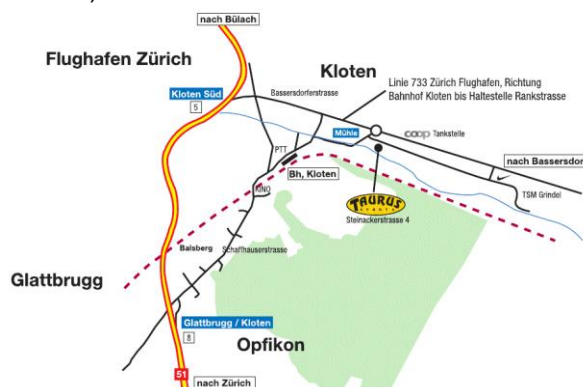 nach Bülach
Flughafen Zürich
Kloten
Linie 733 Zürich Flughafen, Richtung
Bahnhof Kloten bis Haltestelle Rankstrasse
Kloten Süd
5
Bassersdorferstrasse
Mühle
coop Tankstelle
PTT
nach Bassersdorf
Bh, Kloten
KINO
TAURUS
TSM Grindel
Steinackerstrasse 4
Balsberg
Schaffhauserstrasse
Glattbrugg
Glattbrugg / Kloten
8
Opfikon
51
nach Zürich